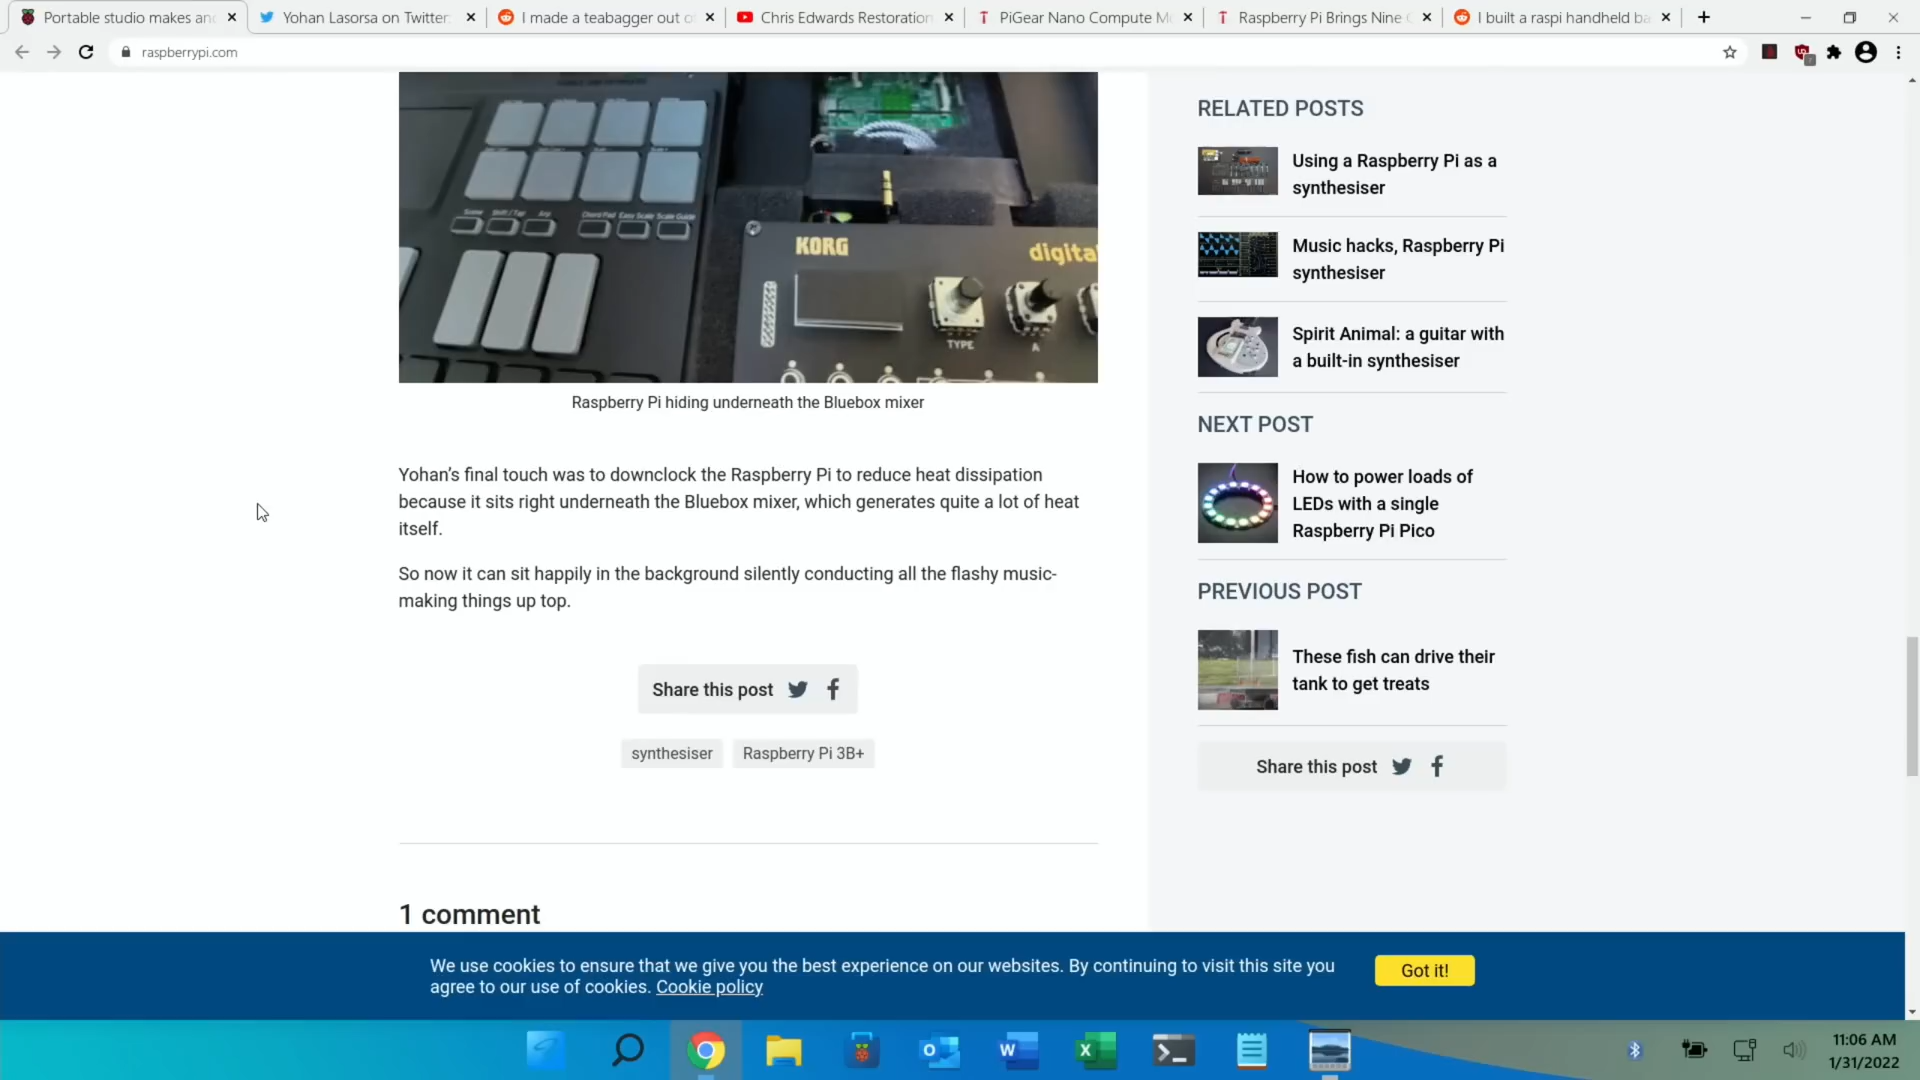 Portable studio makes an
Yohan Lasorsa on Twitter:
I made a teabagger out o
Chris Edwards Restoration
PiGear Nano Compute M
Raspberry Pi Brings Nine
I built a raspi handheld ba
raspberrypi.com
KORG
digita
TYPE
A
Raspberry Pi hiding underneath the Bluebox mixer
Yohan’s final touch was to downclock the Raspberry Pi to reduce heat dissipation
because it sits right underneath the Bluebox mixer, which generates quite a lot of heat
itself.
So now it can sit happily in the background silently conducting all the flashy music-
making things up top.
Share this post
synthesiser
Raspberry Pi 3B+
1 comment
RELATED POSTS
Using a Raspberry Pi as a
synthesiser
Music hacks, Raspberry Pi
synthesiser
Spirit Animal: a guitar with
a built-in synthesiser
NEXT POST
How to power loads of
LEDs with a single
Raspberry Pi Pico
PREVIOUS POST
These fish can drive their
tank to get treats
Share this post
We use cookies to ensure that we give you the best experience on our websites. By continuing to visit this site you
agree to our use of cookies. Cookie policy
Got it!
11:06 AM
1/31/2022